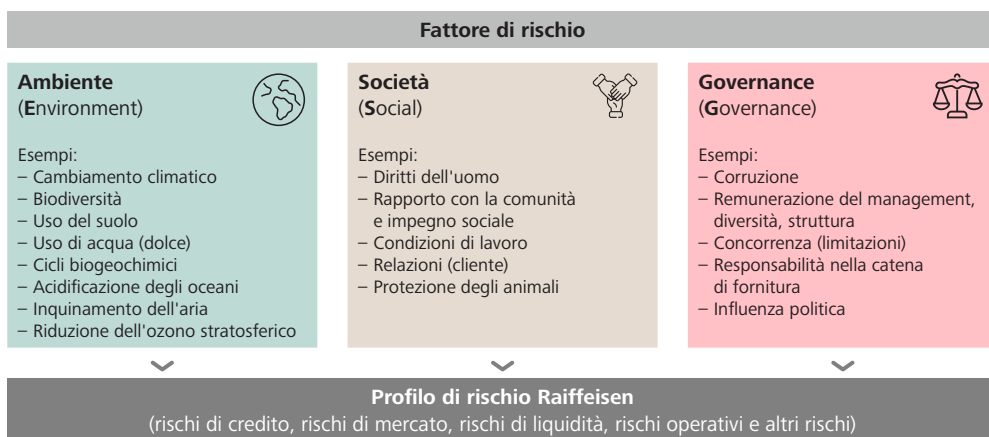 Fattore di rischio
Ambiente
(Environment)
Esempi:
– Cambiamento climatico
– Biodiversità
– Uso del suolo
– Uso di acqua (dolce)
– Cicli biogeochimici
– Acidificazione degli oceani
– Inquinamento dell'aria
– Riduzione dell'ozono stratosferico
Società
(Social)
Esempi:
– Diritti dell'uomo
– Rapporto con la comunità
e impegno sociale
– Condizioni di lavoro
– Relazioni (cliente)
– Protezione degli animali
Governance
(Governance)
Esempi:
– Corruzione
– Remunerazione del management,
diversità, struttura
– Concorrenza (limitazioni)
– Responsabilità nella catena
di fornitura
– Influenza politica
Profilo di rischio Raiffeisen
(rischi di credito, rischi di mercato, rischi di liquidità, rischi operativi e altri rischi)